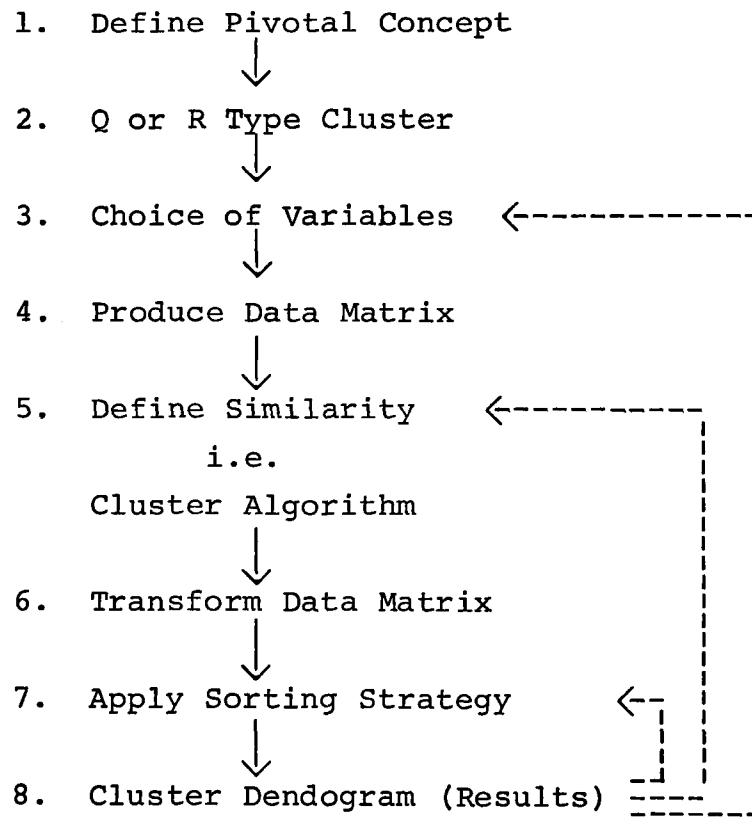 1. Define Pivotal Concept
2. Q or R Type Cluster
3. Choice of Variables
4. Produce Data Matrix
5. Define Similarity
i.e.
Cluster Algorithm
6. Transform Data Matrix
7. Apply Sorting Strategy
8. Cluster Dendogram (Results)